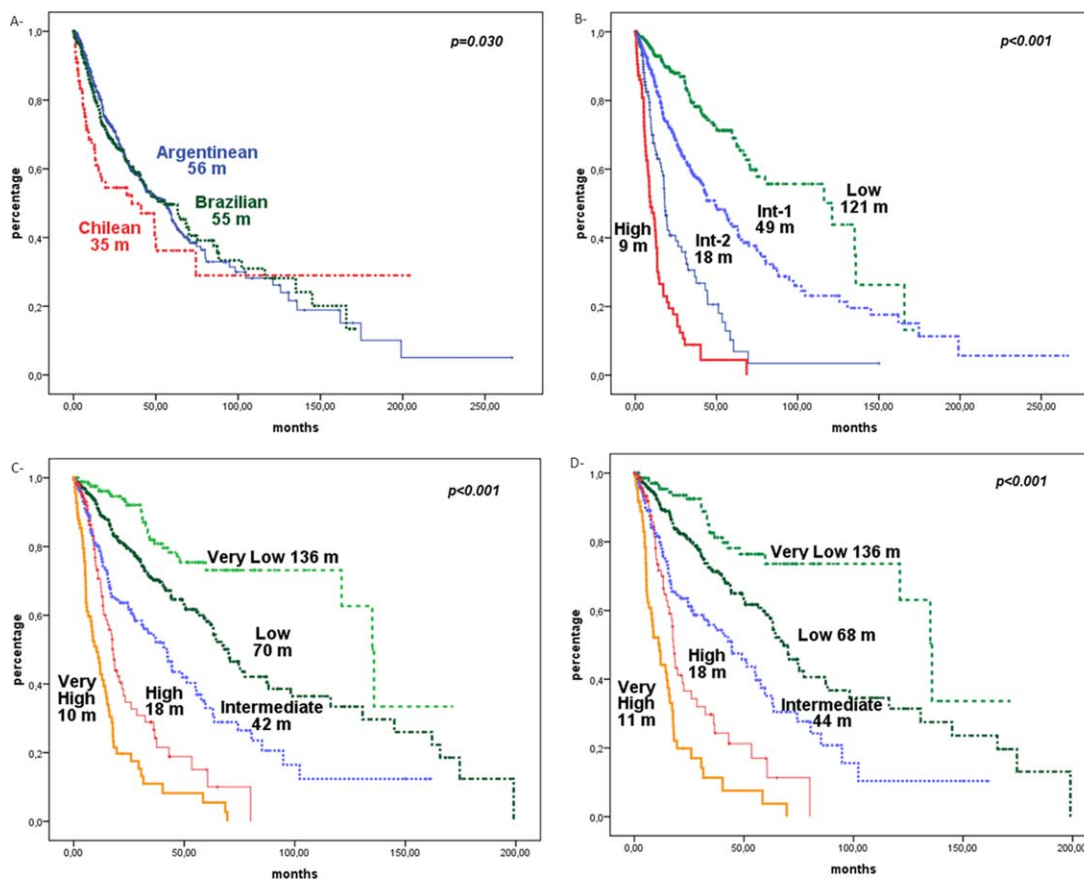 A-
p=0.030
1,0
0,8
0,6
0,4
0,2
0,0
percentage
Argentinean
56 m
Brazilian
55 m
Chilean
35 m
0,00 50,00 100,00 150,00 200,00 250,00
months
B-
p<0.001
1,0
0,8
0,6
0,4
0,2
0,0
percentage
Low
121 m
Int-1
49 m
High
9 m
Int-2
18 m
0,00 50,00 100,00 150,00 200,00 250,00
months
C-
p<0.001
1,0
0,8
0,6
0,4
0,2
0,0
percentage
Very Low 136 m
Low
70 m
Very
High
10 m
High
18 m
Intermediate
42 m
0,00 50,00 100,00 150,00 200,00
months
D-
p<0.001
1,0
0,8
0,6
0,4
0,2
0,0
percentage
Very Low 136 m
Low 68 m
High
18 m
Very
High
11 m
Intermediate
44 m
0,00 50,00 100,00 150,00 200,00
months